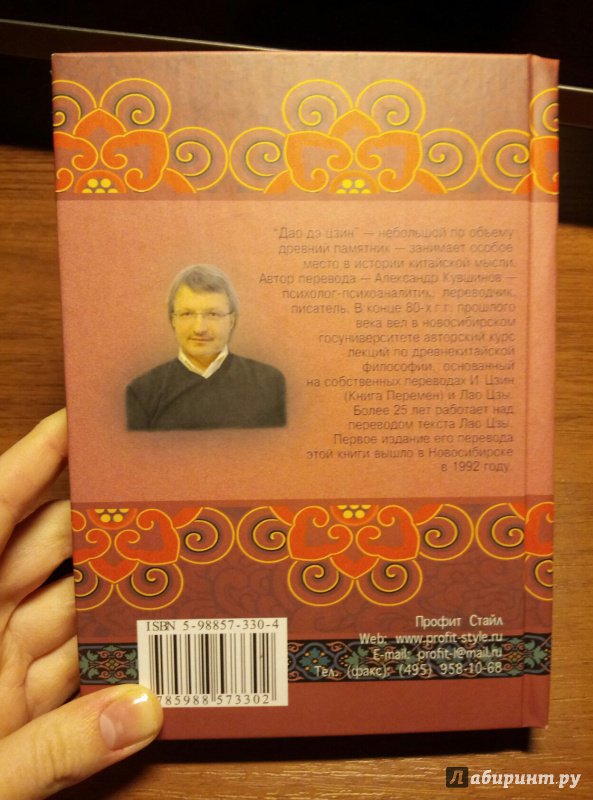 "Дао дэ цзин" — небольшой по объему
древний памятник — занимает особое
место в истории китайской мысли.
Автор перевода — Александр Кувшинов —
психолог-психоаналитик, переводчик,
писатель. В конце 80-х г.г. прошлого
века вел в новосибирском
госуниверситете авторский курс
лекций по древнекитайской
философии, основанный
на собственных переводах И Цзин
(Книга Перемен) и Лао Цзы.
Более 25 лет работает над
переводом текста Лао Цзы.
Первое издание его перевода
этой книги вышло в Новосибирске
в 1992 году.
ISBN 5-98857-330-4
785988 573302
Профит Стайл
Web: www.profit-style.ru
E-mail: profit-l@mail.ru
Тел. (факс): (495) 958-10-68
Лабиринт.ру